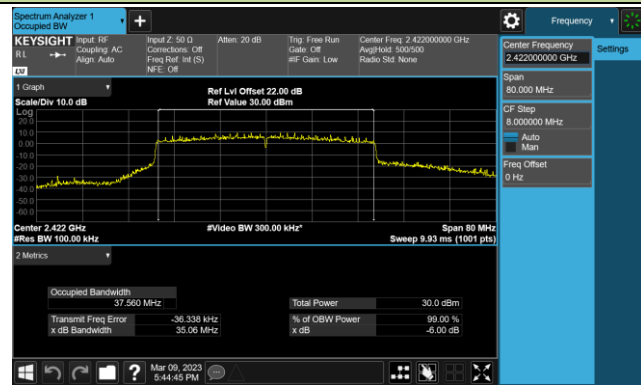 Spectrum Analyzer 1
Occupied BW
Frequency
KEYSIGHT
Input: RF
Input Z: 50 Ω
Atten: 20 dB
Trig: Free Run
Center Freq: 2.422000000 GHz
RL
Coupling: AC
Corrections: Off
Gate: Off
Avg|Hold: 500/500
Align: Auto
Freq Ref: Int (S)
#IF Gain: Low
Radio Std: None
NFE: Off
LXI
Center Frequency
2.422000000 GHz
Settings
Span
80.000 MHz
CF Step
8.000000 MHz
Auto
Man
Freq Offset
0 Hz
1 Graph
Ref Lvl Offset 22.00 dB
Scale/Div 10.0 dB
Ref Value 30.00 dBm
Log
20.0
10.0
0.00
-10.0
-20.0
-30.0
-40.0
-50.0
-60.0
Center 2.422 GHz
#Video BW 300.00 kHz*
Span 80 MHz
#Res BW 100.00 kHz
Sweep 9.93 ms (1001 pts)
2 Metrics
Occupied Bandwidth
37.560 MHz
Total Power
30.0 dBm
Transmit Freq Error
-36.338 kHz
% of OBW Power
99.00 %
x dB Bandwidth
35.06 MHz
x dB
-6.00 dB
?
Mar 09, 2023
5:44:45 PM